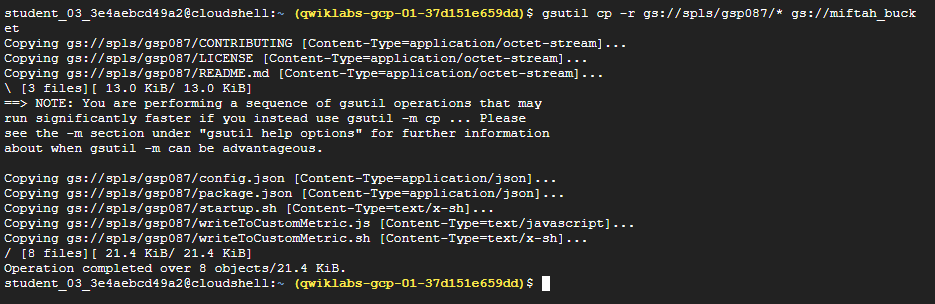 student_03_3e4aebcd49a2@cloudshell:~ (qwiklabs-gcp-01-37d151e659dd)$ gsutil cp -r gs://spls/gsp087/* gs://miftah_buck
et
Copying gs://spls/gsp087/CONTRIBUTING [Content-Type=application/octet-stream]...
Copying gs://spls/gsp087/LICENSE [Content-Type=application/octet-stream]...
Copying gs://spls/gsp087/README.md [Content-Type=application/octet-stream]...
\ [3 files][ 13.0 KiB/ 13.0 KiB]
==> NOTE: You are performing a sequence of gsutil operations that may
run significantly faster if you instead use gsutil -m cp ... Please
see the -m section under "gsutil help options" for further information
about when gsutil -m can be advantageous.

Copying gs://spls/gsp087/config.json [Content-Type=application/json]...
Copying gs://spls/gsp087/package.json [Content-Type=application/json]...
Copying gs://spls/gsp087/startup.sh [Content-Type=text/x-sh]...
Copying gs://spls/gsp087/writeToCustomMetric.js [Content-Type=text/javascript]...
Copying gs://spls/gsp087/writeToCustomMetric.sh [Content-Type=text/x-sh]...
/ [8 files][ 21.4 KiB/ 21.4 KiB]
Operation completed over 8 objects/21.4 KiB.
student_03_3e4aebcd49a2@cloudshell:~ (qwiklabs-gcp-01-37d151e659dd)$